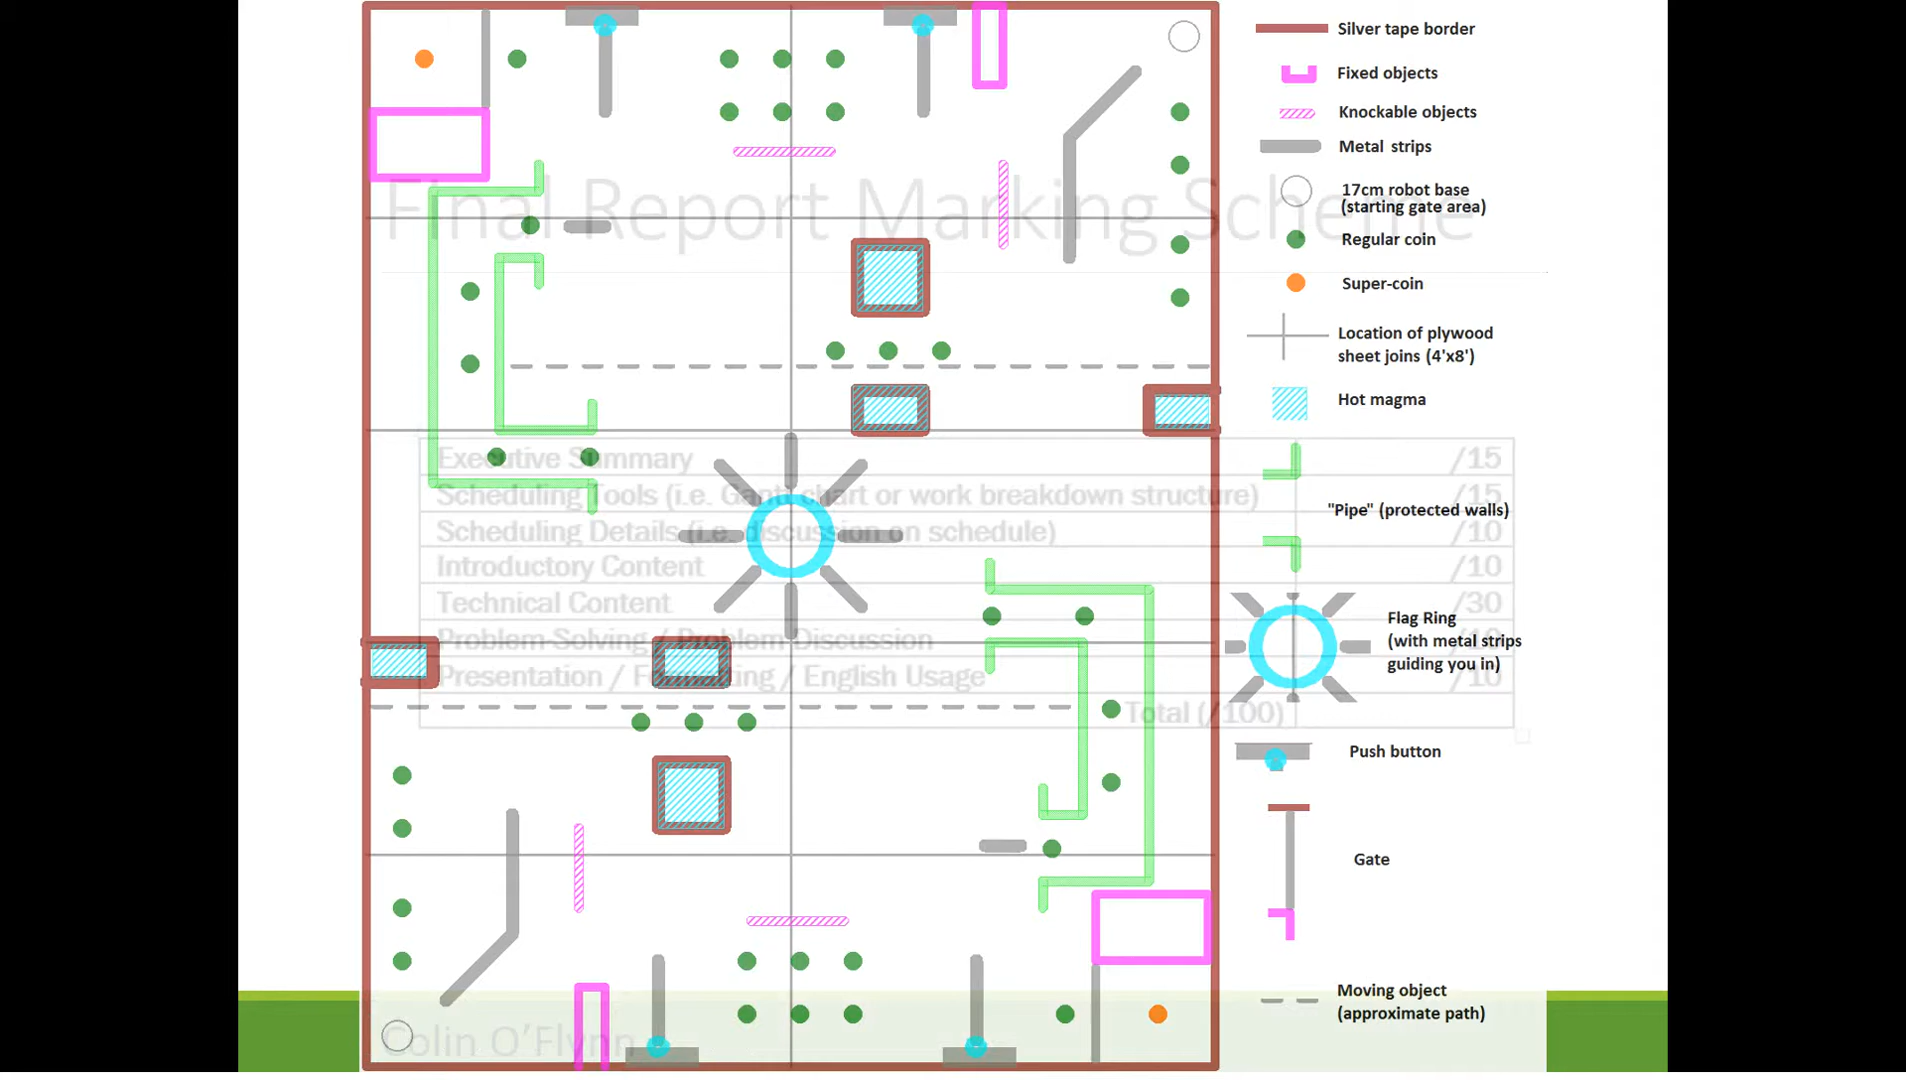 Silver tape border
Fixed objects
Knockable objects
Metal strips
17cm robot base
(starting gate area)
Regular coin
Super-coin
Location of plywood
sheet joins (4'x8')
Hot magma
"Pipe" (protected walls)
Flag Ring
(with metal strips
guiding you in)
Push button
Gate
Moving object
(approximate path)
Final Report Marking Scheme
Executive Summary /15
Scheduling Tools (i.e. Gantt chart or work breakdown structure) /15
Scheduling Details (i.e. discussion on schedule) /10
Introductory Content /10
Technical Content /30
Problem-Solving / Problem Discussion /10
Presentation / Formatting / English Usage /10
Total (/100)
Colin O'Flynn